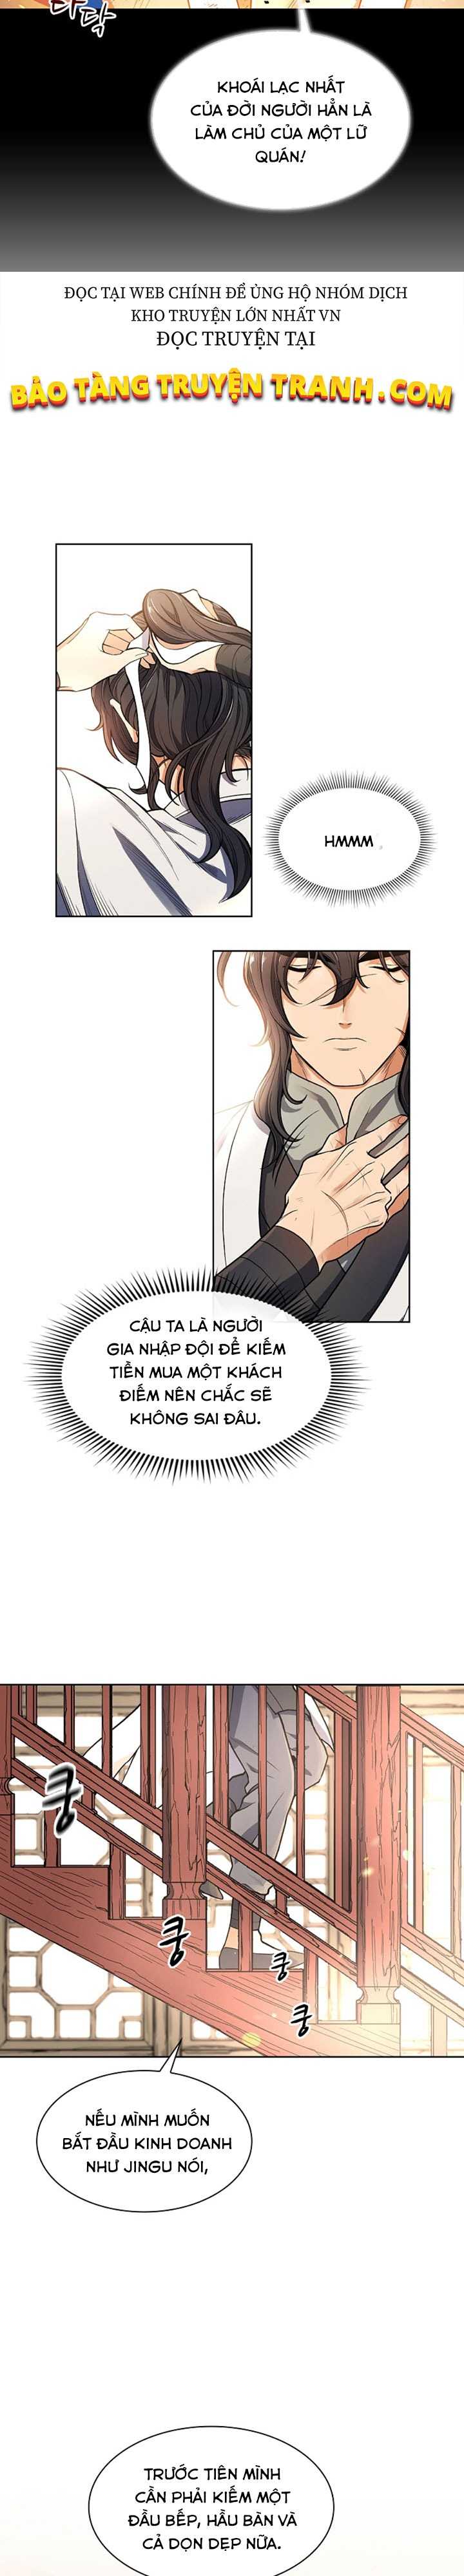 타닥
KHOÁI LẠC NHẤT
CỦA ĐỜI NGƯỜI HẲN LÀ
LÀM CHỦ CỦA MỘT LỮ
QUÁN!
ĐỌC TẠI WEB CHÍNH ĐỂ ỦNG HỘ NHÓM DỊCH
KHO TRUYỆN LỚN NHẤT VN
ĐỌC TRUYỆN TẠI
BẢO TÀNG TRUYỆN TRANH.COM
HMMM
CẬU TA LÀ NGƯỜI
GIA NHẬP ĐỘI ĐỂ KIẾM
TIỀN MUA MỘT KHÁCH
ĐIẾM NÊN CHẮC SẼ
KHÔNG SAI ĐÂU.
쿵
쿵
쿵
쿵
NẾU MÌNH MUỐN
BẮT ĐẦU KINH DOANH
NHƯ JINGU NÓI,
TRƯỚC TIÊN MÌNH
CẦN PHẢI KIẾM MỘT
ĐẦU BẾP, HẦU BÀN VÀ
CẢ DỌN DẸP NỮA.